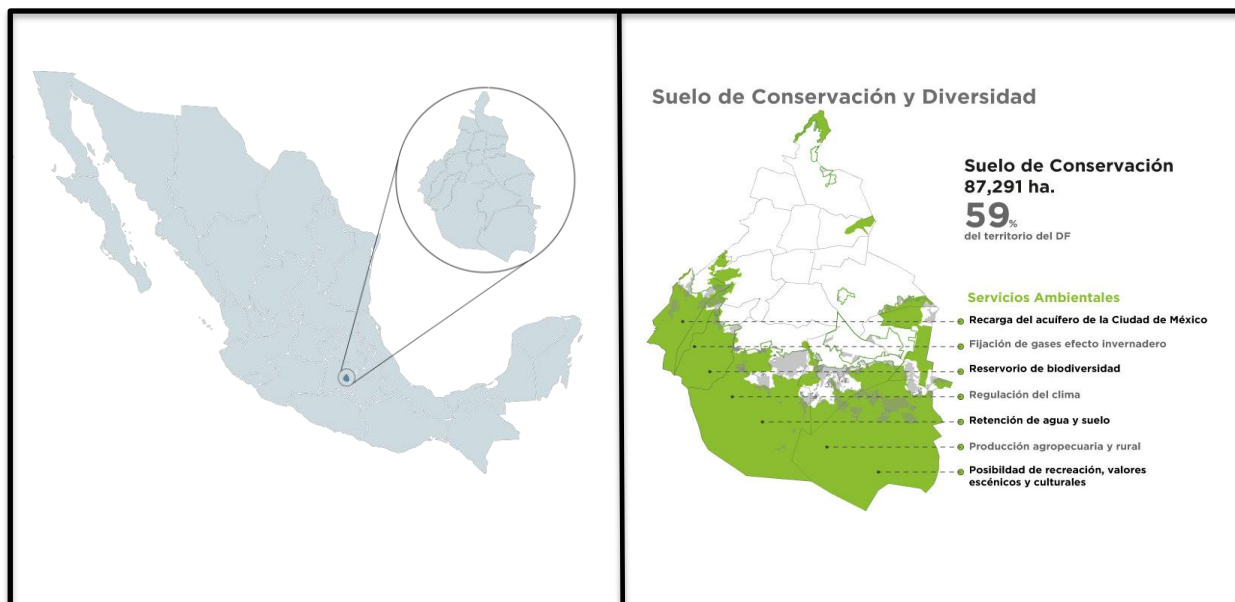 Suelo de Conservación y Diversidad
Suelo de Conservación
87,291 ha.
59%
del territorio del DF
Servicios Ambientales
Recarga del acuífero de la Ciudad de México
Fijación de gases efecto invernadero
Reservorio de biodiversidad
Regulación del clima
Retención de agua y suelo
Producción agropecuaria y rural
Posibildad de recreación, valores
escénicos y culturales